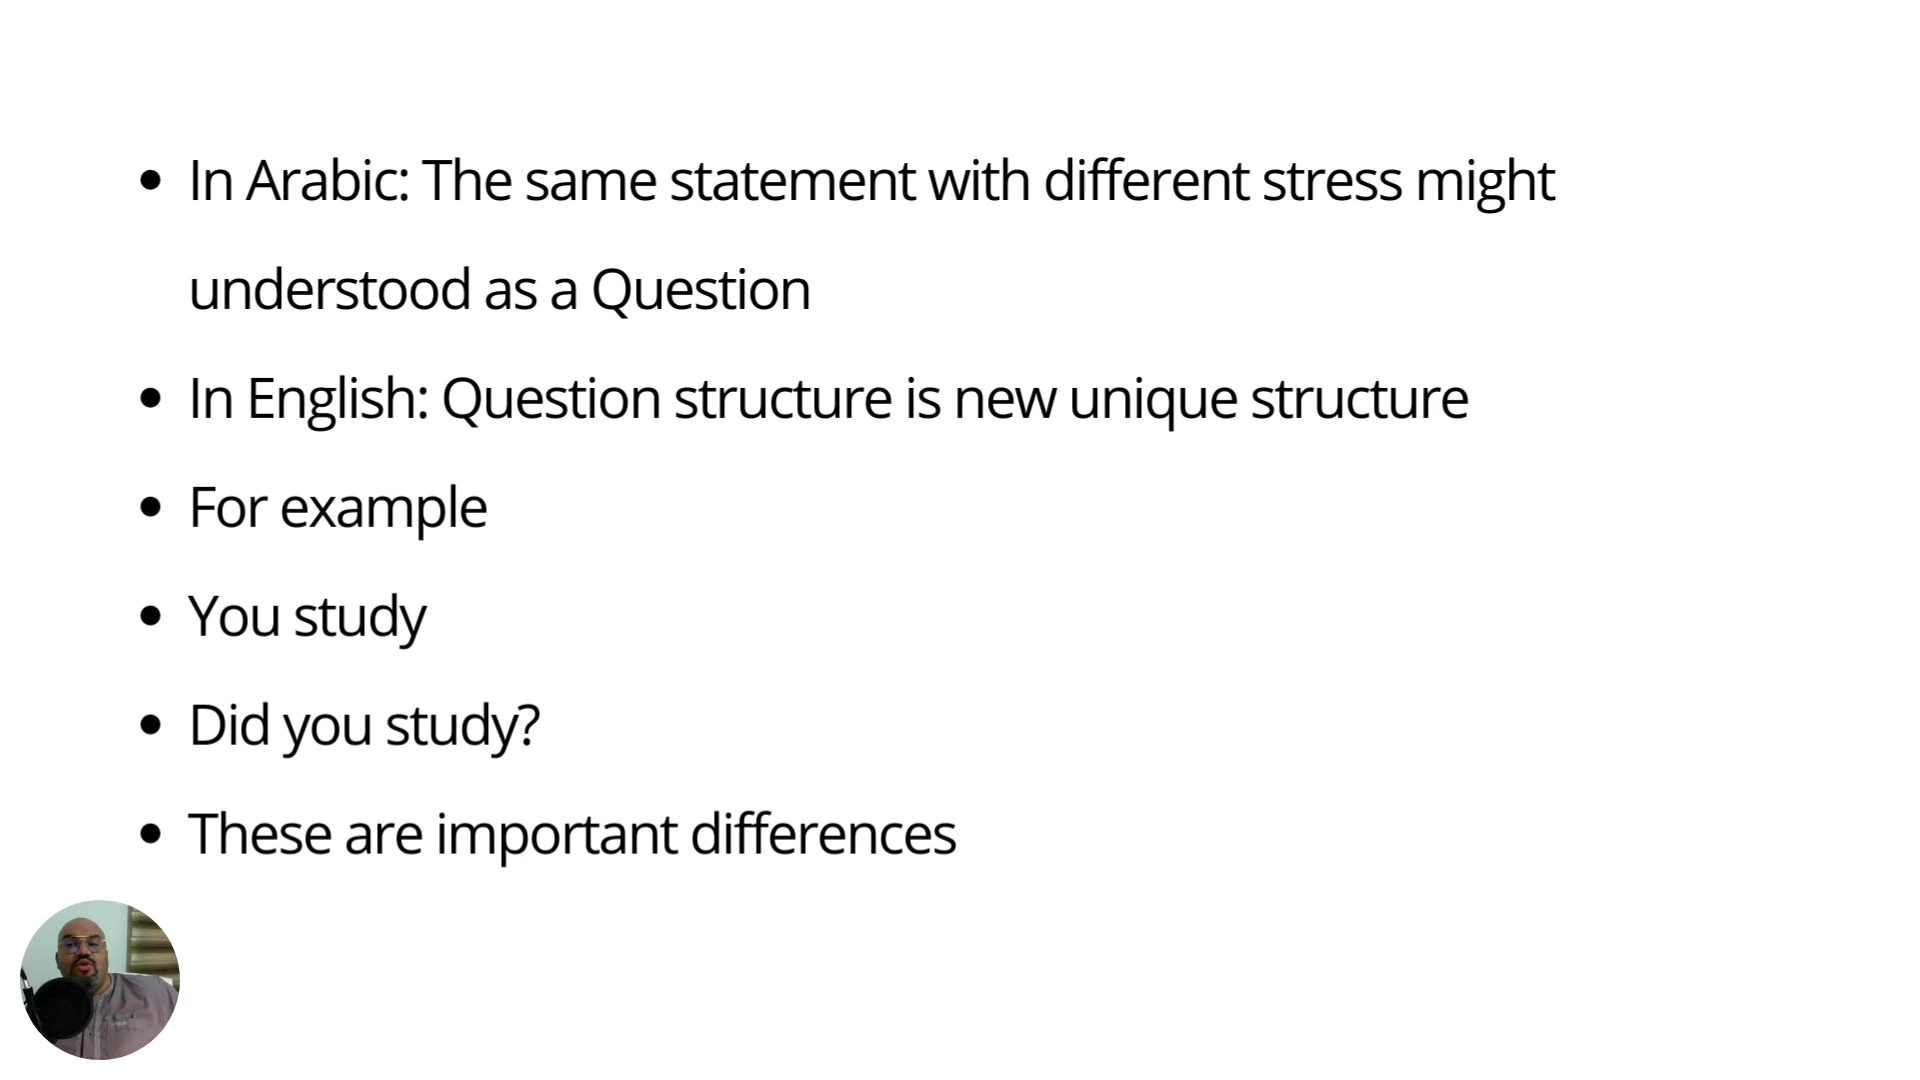 In Arabic: The same statement with different stress might
understood as a Question
In English: Question structure is new unique structure
For example
You study
Did you study?
These are important differences